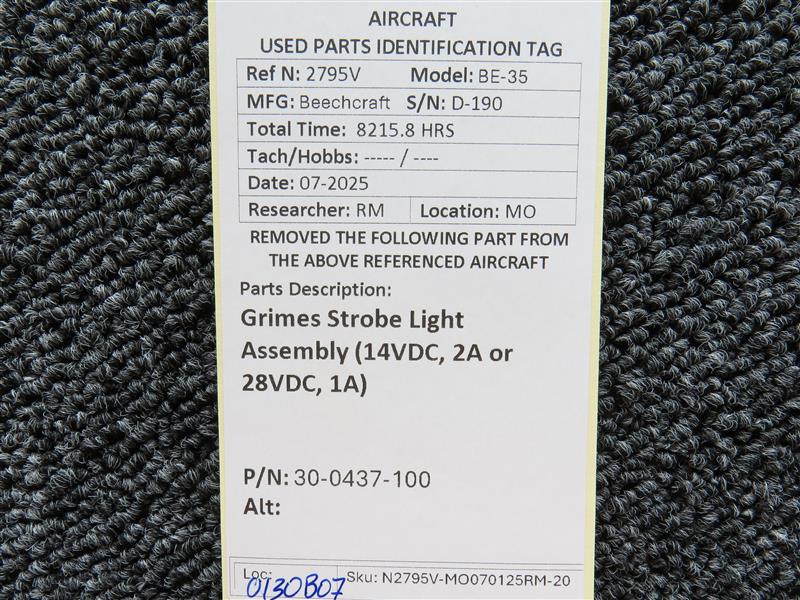 AIRCRAFT
USED PARTS IDENTIFICATION TAG
Ref N: 2795V Model: BE-35
MFG: Beechcraft S/N: D-190
Total Time: 8215.8 HRS
Tach/Hobbs: ----- / ----
Date: 07-2025
Researcher: RM Location: MO
REMOVED THE FOLLOWING PART FROM
THE ABOVE REFERENCED AIRCRAFT
Parts Description:
Grimes Strobe Light
Assembly (14VDC, 2A or
28VDC, 1A)
P/N: 30-0437-100
Alt:
Loc: 0130B07 Sku: N2795V-MO070125RM-20